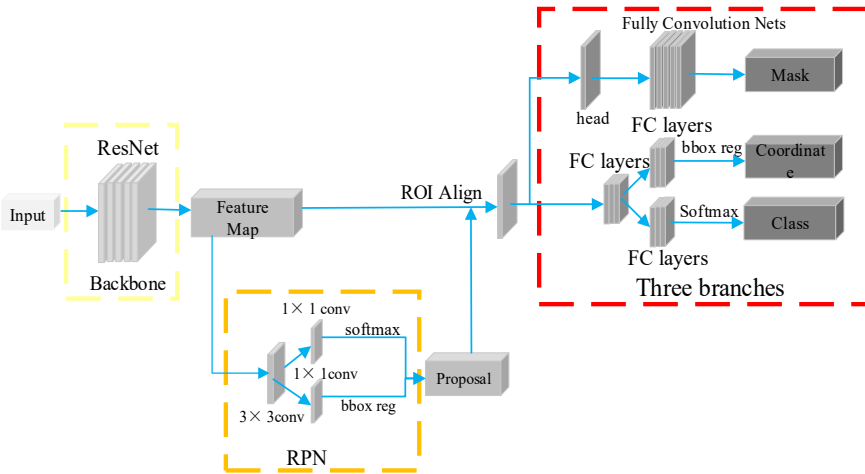 Fully Convolution Nets
Mask
head
FC layers
bbox reg
Coordinat
e
FC layers
Softmax
Class
FC layers
Three branches
ResNet
Input
Backbone
Feature
Map
ROI Align
1× 1 conv
softmax
1× 1conv
bbox reg
3× 3conv
Proposal
RPN